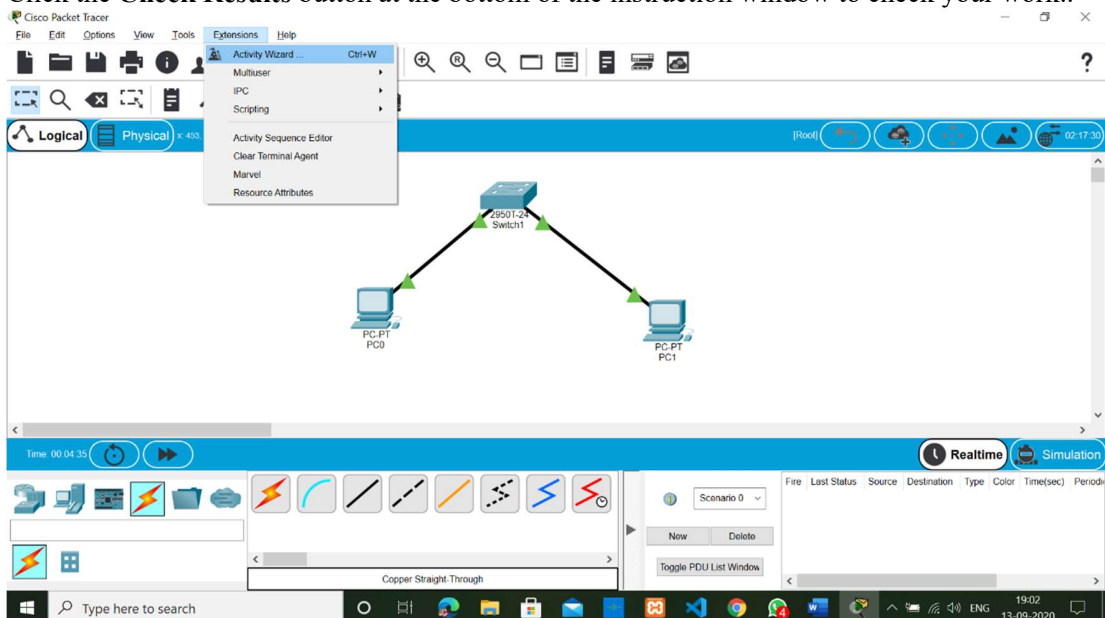 Click the Check Results button at the bottom of the instruction window to check your work..
Cisco Packet Tracer
File Edit Options View Tools Extensions Help
Activity Wizard ... Ctrl+W
Multiuser
IPC
Scripting
Activity Sequence Editor
Clear Terminal Agent
Marvel
Resource Attributes
Logical Physical x: 453, [Root] 02:17:30
2950T-24
Switch1
PC-PT
PC0
PC-PT
PC1
Time: 00:04:35 Realtime Simulation
Fire Last Status Source Destination Type Color Time(sec) Periodi
Scenario 0
New Delete
Toggle PDU List Window
Copper Straight-Through
Type here to search
4
ENG
19:02
13-09-2020